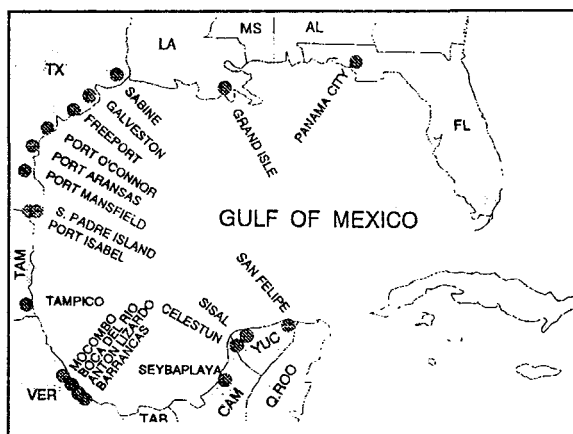 MS
AL
LA
TX
SABINE
GALVESTON
FREEPORT
PORT O'CONNOR
PORT ARANSAS
PORT MANSFIELD
S. PADRE ISLAND
PORT ISABEL
GRAND ISLE
PANAMA CITY
FL
GULF OF MEXICO
TAM
TAMPICO
MOCOMBO
BOCA DEL RIO
ANTON LIZARDO
BARRANCAS
SAN FELIPE
SISAL
CELESTUN
SEYBAPLAYA
YUC
VER
TAB
CAM
Q.ROO